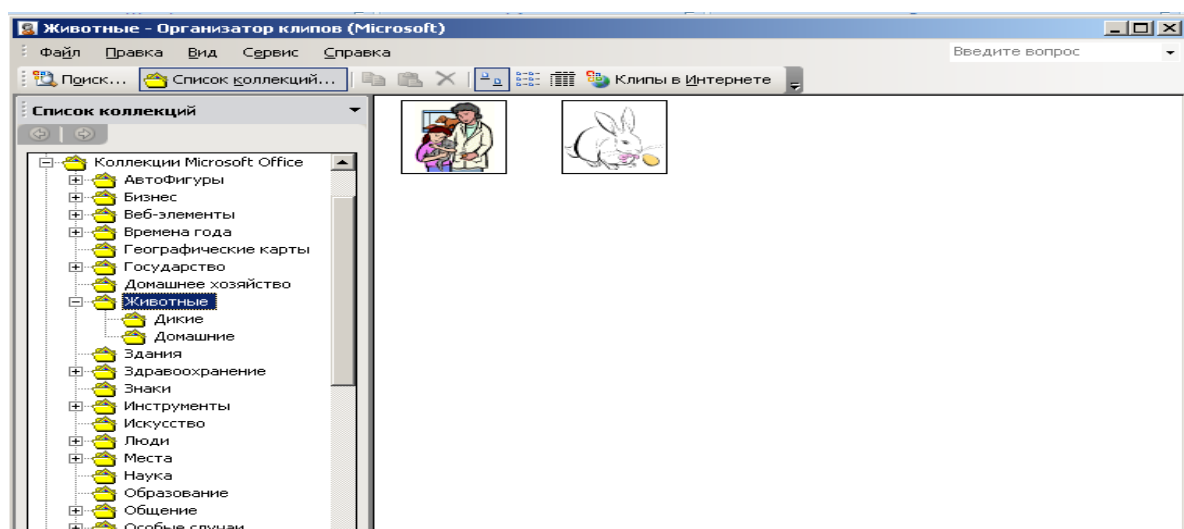 Животные - Организатор клипов (Microsoft)
Файл Правка Вид Сервис Справка Введите вопрос
Поиск... Список коллекций... Клипы в Интернете
Список коллекций
Коллекции Microsoft Office
АвтоФигуры
Бизнес
Веб-элементы
Времена года
Географические карты
Государство
Домашнее хозяйство
Животные
Дикие
Домашние
Здания
Здравоохранение
Знаки
Инструменты
Искусство
Люди
Места
Наука
Образование
Общение
Особые случаи